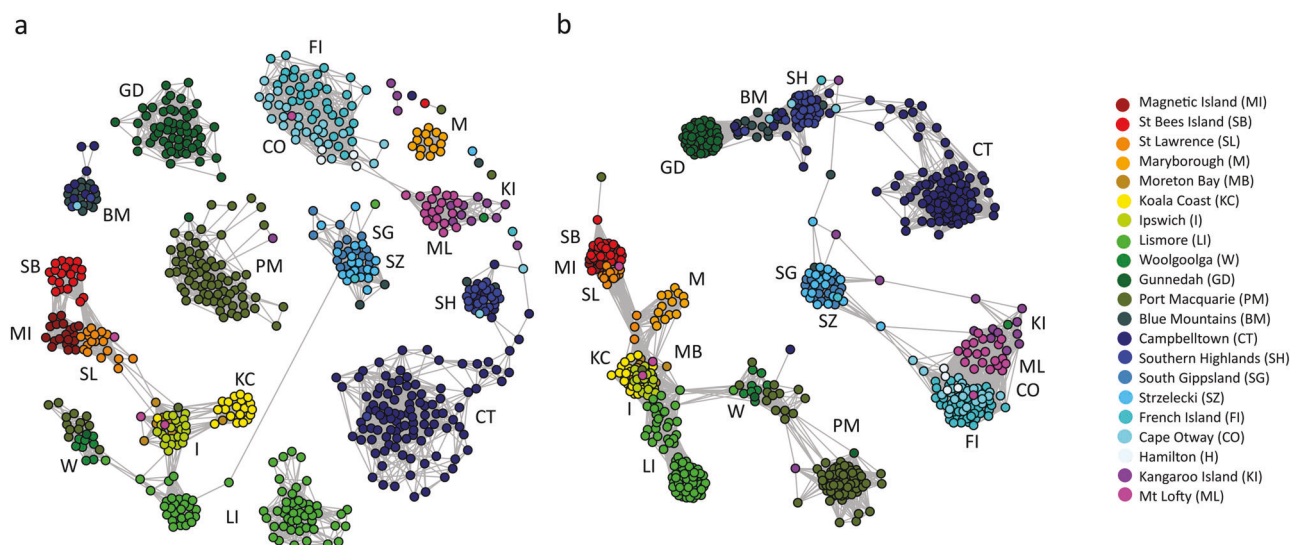 a
GD
FI
CO
M
BM
KI
ML
SG
SZ
PM
SB
MI
SL
SH
KC
CT
I
W
LI
b
SH
BM
GD
CT
SB
MI
SL
M
SG
SZ
KC
MB
I
W
KI
ML
CO
PM
FI
LI
Magnetic Island (MI)
St Bees Island (SB)
St Lawrence (SL)
Maryborough (M)
Moreton Bay (MB)
Koala Coast (KC)
Ipswich (I)
Lismore (LI)
Woolgoolga (W)
Gunnedah (GD)
Port Macquarie (PM)
Blue Mountains (BM)
Campbelltown (CT)
Southern Highlands (SH)
South Gippsland (SG)
Strzelecki (SZ)
French Island (FI)
Cape Otway (CO)
Hamilton (H)
Kangaroo Island (KI)
Mt Lofty (ML)